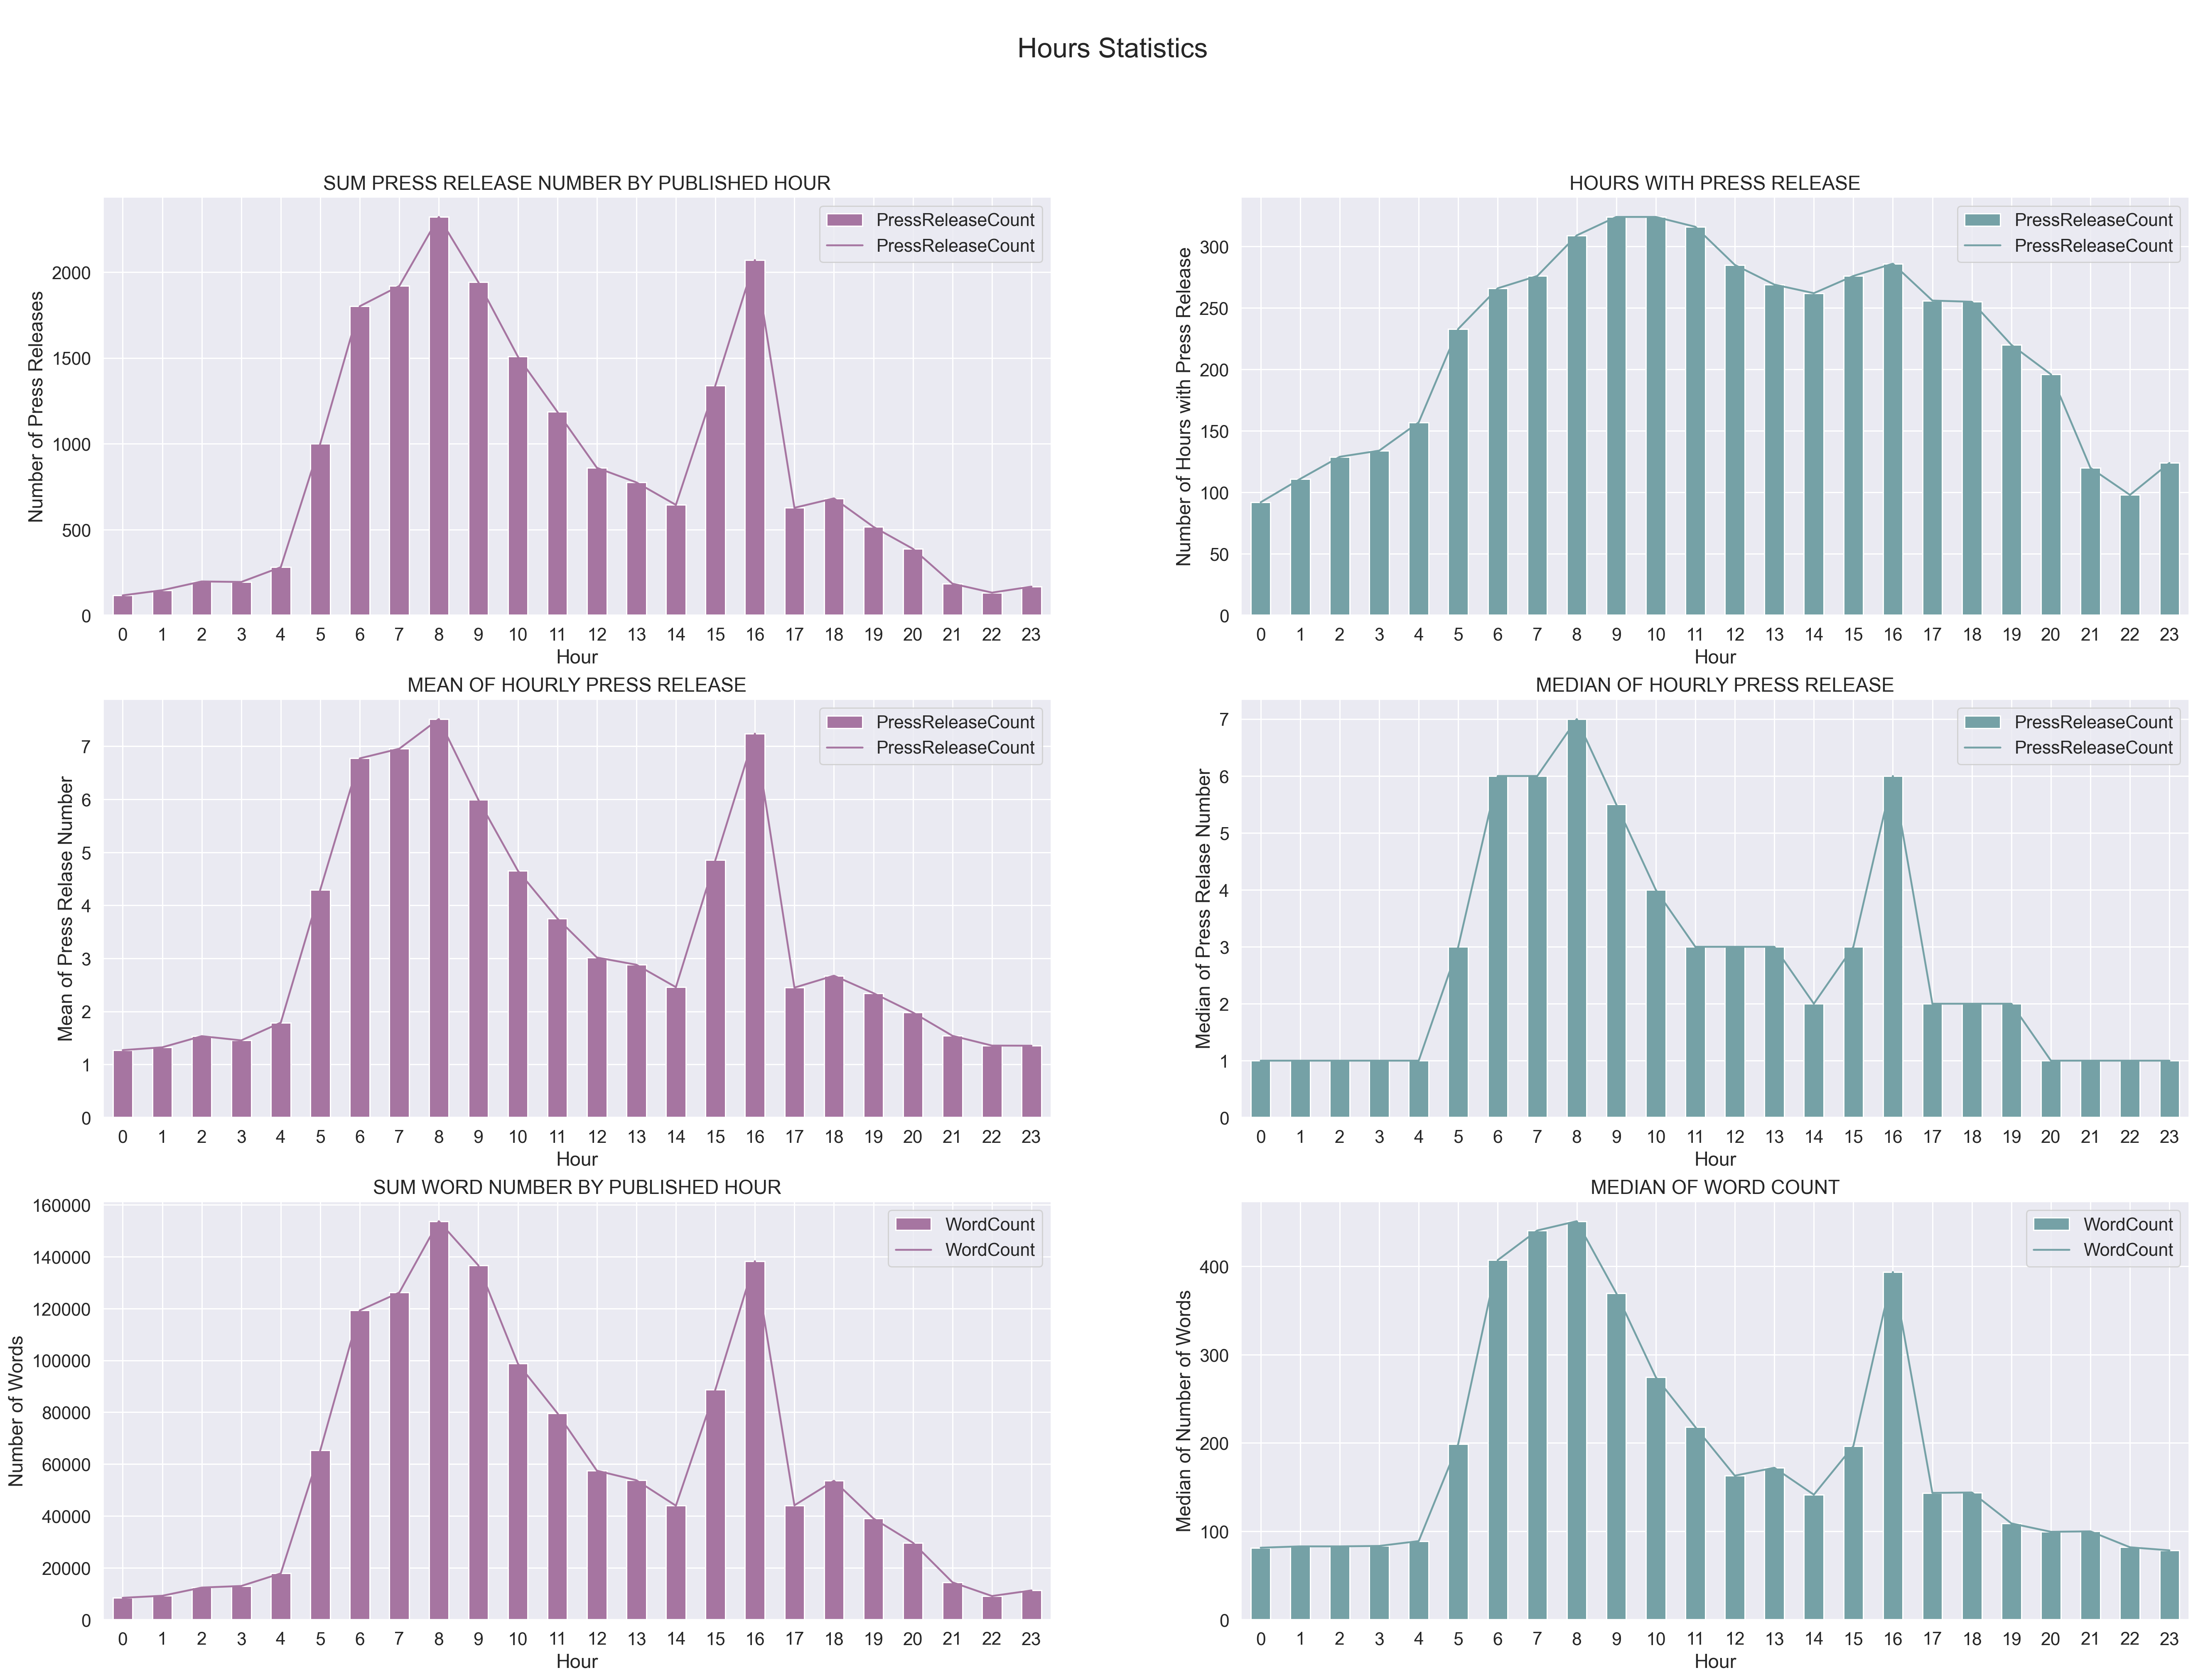 Hours Statistics
SUM PRESS RELEASE NUMBER BY PUBLISHED HOUR
PressReleaseCount
PressReleaseCount
Number of Press Releases
2000
1500
1000
500
0
0 1 2 3 4 5 6 7 8 9 10 11 12 13 14 15 16 17 18 19 20 21 22 23
Hour
HOURS WITH PRESS RELEASE
PressReleaseCount
PressReleaseCount
Number of Hours with Press Release
300
250
200
150
100
50
0
0 1 2 3 4 5 6 7 8 9 10 11 12 13 14 15 16 17 18 19 20 21 22 23
Hour
MEAN OF HOURLY PRESS RELEASE
PressReleaseCount
PressReleaseCount
Mean of Press Relase Number
7
6
5
4
3
2
1
0
0 1 2 3 4 5 6 7 8 9 10 11 12 13 14 15 16 17 18 19 20 21 22 23
Hour
MEDIAN OF HOURLY PRESS RELEASE
PressReleaseCount
PressReleaseCount
Median of Press Relase Number
7
6
5
4
3
2
1
0
0 1 2 3 4 5 6 7 8 9 10 11 12 13 14 15 16 17 18 19 20 21 22 23
Hour
SUM WORD NUMBER BY PUBLISHED HOUR
WordCount
WordCount
Number of Words
160000
140000
120000
100000
80000
60000
40000
20000
0
0 1 2 3 4 5 6 7 8 9 10 11 12 13 14 15 16 17 18 19 20 21 22 23
Hour
MEDIAN OF WORD COUNT
WordCount
WordCount
Median of Number of Words
400
300
200
100
0
0 1 2 3 4 5 6 7 8 9 10 11 12 13 14 15 16 17 18 19 20 21 22 23
Hour